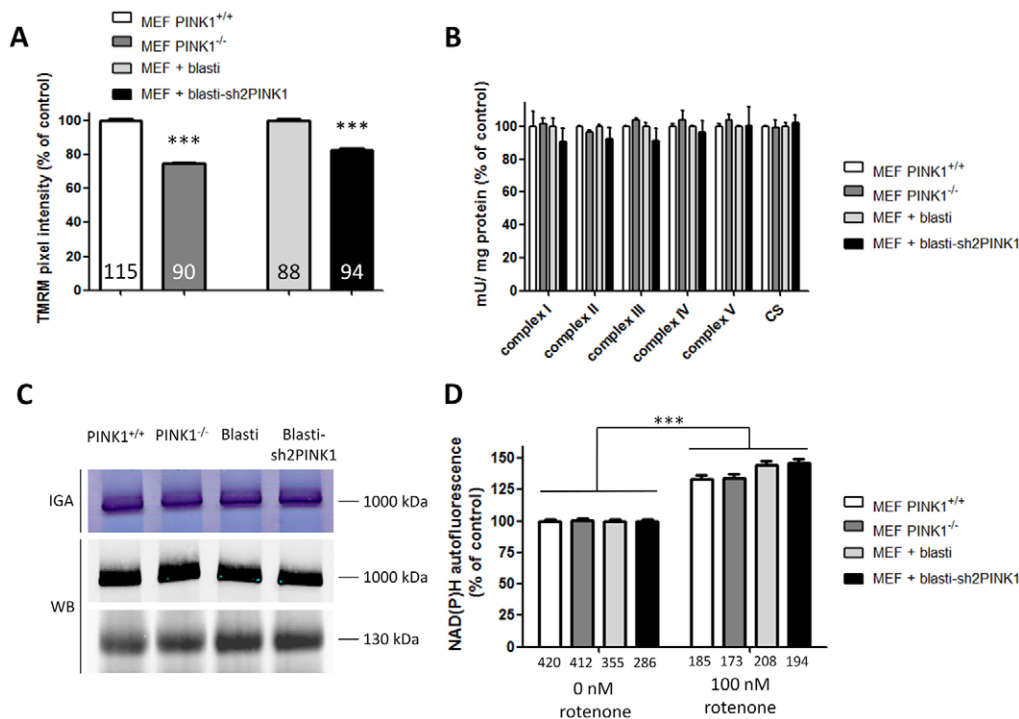 A
MEF PINK1+/+
MEF PINK1-/-
MEF + blasti
MEF + blasti-sh2PINK1
TMRM pixel intensity (% of control)
100
80
60
40
20
0
***
***
115
90
88
94
B
mU/ mg protein (% of control)
120
100
80
60
40
20
0
complex I
complex II
complex III
complex IV
complex V
CS
MEF PINK1+/+
MEF PINK1-/-
MEF + blasti
MEF + blasti-sh2PINK1
C
PINK1+/+ PINK1-/- Blasti Blasti-
sh2PINK1
IGA
1000 kDa
WB
1000 kDa
130 kDa
D
NAD(P)H autofluorescence
(% of control)
150
125
100
75
50
25
0
***
420 412 355 286 185 173 208 194
0 nM
rotenone
100 nM
rotenone
MEF PINK1+/+
MEF PINK1-/-
MEF + blasti
MEF + blasti-sh2PINK1